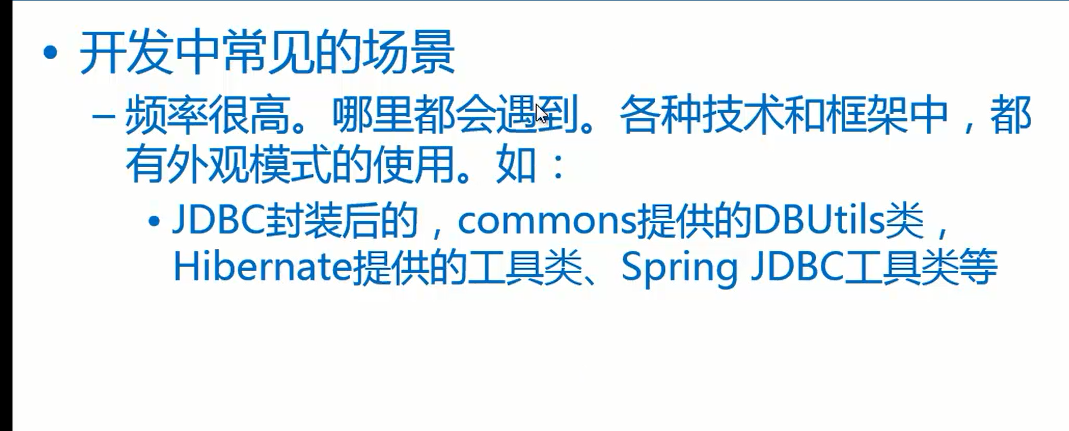 • 开发中常见的场景
– 频率很高。哪里都会遇到。各种技术和框架中，都
有外观模式的使用。如：
• JDBC封装后的，commons提供的DBUtils类，
Hibernate提供的工具类、Spring JDBC工具类等